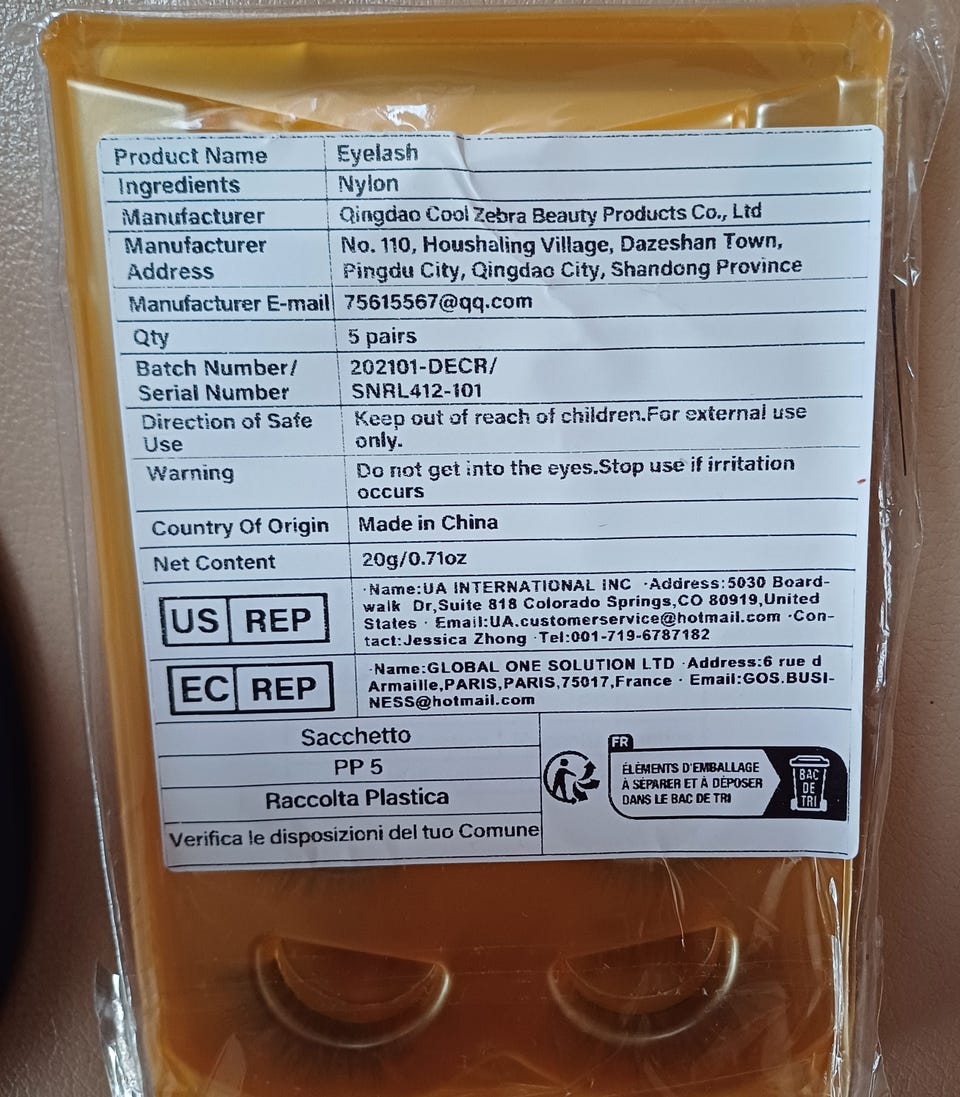 Product Name Eyelash
Ingredients Nylon
Manufacturer Qingdao Cool Zebra Beauty Products Co., Ltd
Manufacturer Address No. 110, Houshaling Village, Dazeshan Town,
Pingdu City, Qingdao City, Shandong Province
Manufacturer E-mail 75615567@qq.com
Qty 5 pairs
Batch Number/ 202101-DECR/
Serial Number SNRL412-101
Direction of Safe Use Keep out of reach of children.For external use
only.
Warning Do not get into the eyes.Stop use if irritation
occurs
Country Of Origin Made in China
Net Content 20g/0.71oz
US REP
·Name:UA INTERNATIONAL INC ·Address:5030 Board-
walk Dr,Suite 818 Colorado Springs,CO 80919,United
States · Email:UA.customerservice@hotmail.com ·Con-
tact:Jessica Zhong ·Tel:001-719-6787182
EC REP
·Name:GLOBAL ONE SOLUTION LTD ·Address:6 rue d
Armaille,PARIS,PARIS,75017,France · Email:GOS.BUSI-
NESS@hotmail.com
Sacchetto
PP 5
Raccolta Plastica
Verifica le disposizioni del tuo Comune
FR
ÉLÉMENTS D'EMBALLAGE
À SÉPARER ET À DÉPOSER
DANS LE BAC DE TRI
BAC
DE
TRI